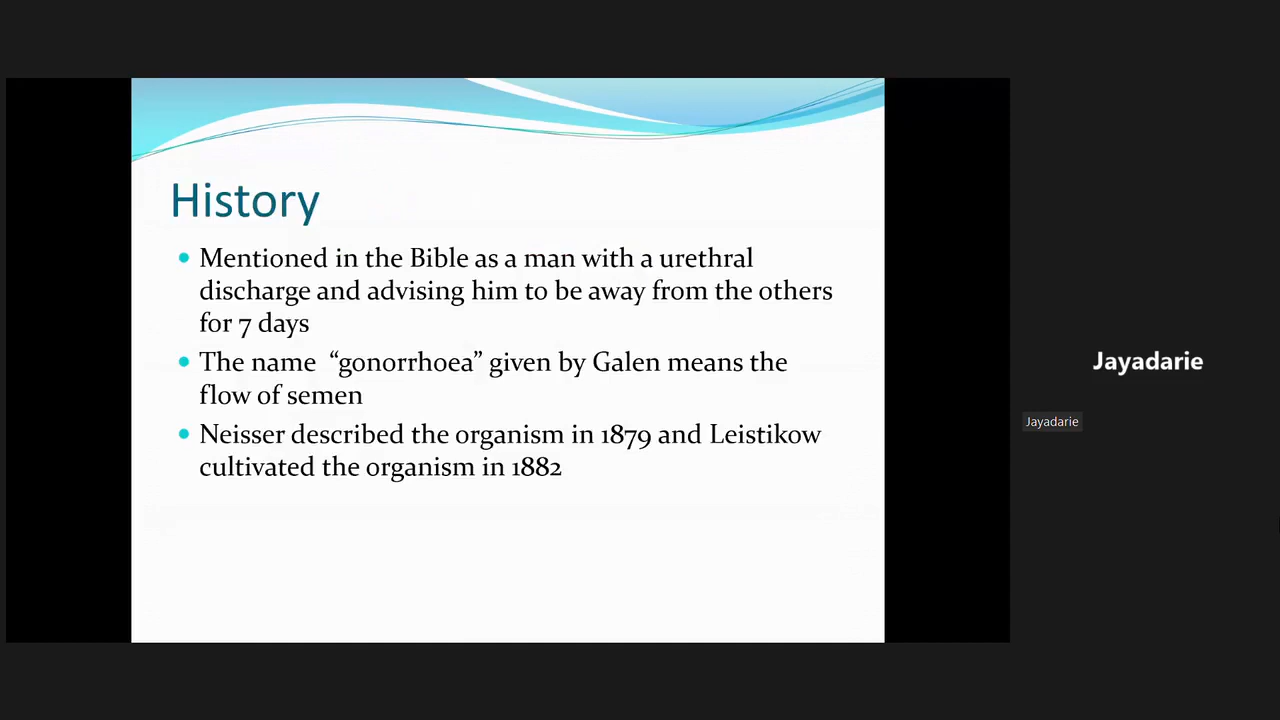 History
Mentioned in the Bible as a man with a urethral
discharge and advising him to be away from the others
for 7 days
The name “gonorrhoea” given by Galen means the
flow of semen
Neisser described the organism in 1879 and Leistikow
cultivated the organism in 1882
Jayadarie
Jayadarie